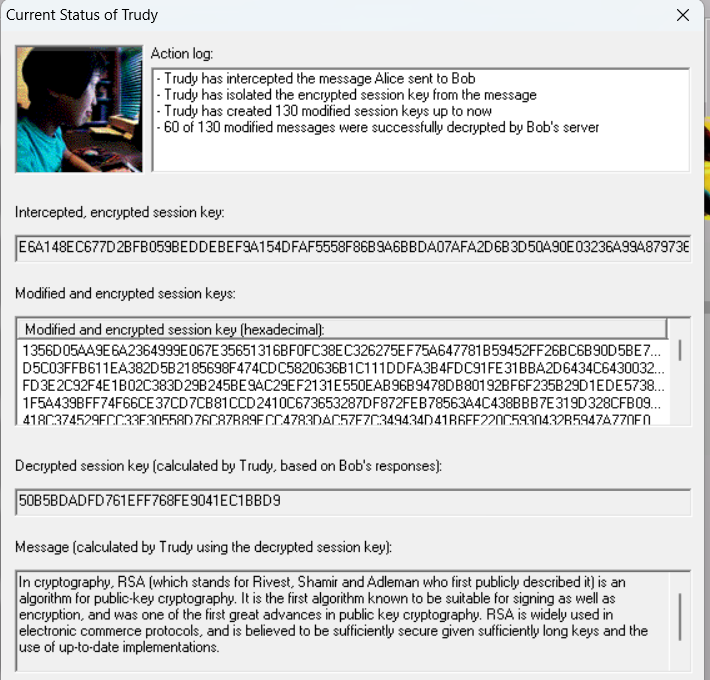 Current Status of Trudy
Action log:
- Trudy has intercepted the message Alice sent to Bob
- Trudy has isolated the encrypted session key from the message
- Trudy has created 130 modified session keys up to now
- 60 of 130 modified messages were successfully decrypted by Bob's server
Intercepted, encrypted session key:
E6A148EC677D2BFB059BEDDEBEF9A154DFAF5558F86B9A6BBDA07AFA2D6B3D50A90E03236A99A879736
Modified and encrypted session keys:
Modified and encrypted session key (hexadecimal):
1356D05AA9E6A2364999E067E35651316BF0FC38EC326275EF75A647781B59452FF26BC6B90D5BE7...
D5C03FFB611EA382D5B2185698F474CDC5820636B1C111DDFA3B4FDC91FE31BBA2D6434C6430032...
FD3E2C92F4E1B02C383D29B245BE9AC29EF2131E550EAB96B9478DB80192BF6F235B29D1EDE5738...
1F5A439BFF74F66CE37CD7CB81CCD2410C673653287DF872FEB78563A4C438BBB7E319D328CFB09...
Decrypted session key (calculated by Trudy, based on Bob's responses):
50B5BDADFD761EFF768FE9041EC1BBD9
Message (calculated by Trudy using the decrypted session key):
In cryptography, RSA (which stands for Rivest, Shamir and Adleman who first publicly described it) is an
algorithm for public-key cryptography. It is the first algorithm known to be suitable for signing as well as
encryption, and was one of the first great advances in public key cryptography. RSA is widely used in
electronic commerce protocols, and is believed to be sufficiently secure given sufficiently long keys and the
use of up-to-date implementations.